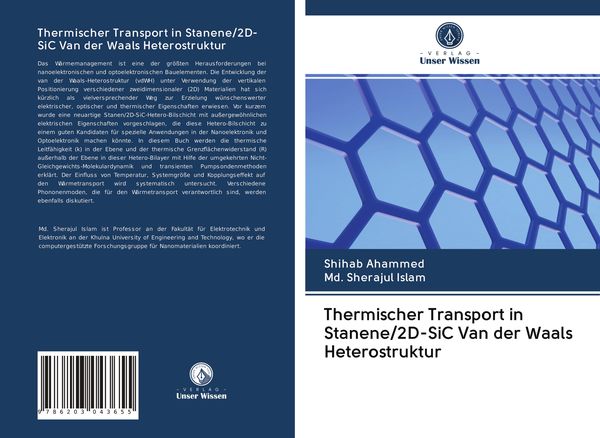 Thermischer Transport in Stanene/2D-
SiC Van der Waals Heterostruktur
Das Wärmemanagement ist eine der größten Herausforderungen bei
nanoelektronischen und optoelektronischen Bauelementen. Die Entwicklung der
van der Waals-Heterostruktur (vdWH) unter Verwendung der vertikalen
Positionierung verschiedener zweidimensionaler (2D) Materialien hat sich
kürzlich als vielversprechender Weg zur Erzielung wünschenswerter
elektrischer, optischer und thermischer Eigenschaften erwiesen. Vor kurzem
wurde eine neuartige Stanen/2D-SiC-Hetero-Bilschicht mit außergewöhnlichen
elektrischen Eigenschaften vorgeschlagen, die diese Hetero-Bilschicht zu
einem guten Kandidaten für spezielle Anwendungen in der Nanoelektronik und
Optoelektronik machen könnte. In diesem Buch werden die thermische
Leitfähigkeit (k) in der Ebene und der thermische Grenzflächenwiderstand (R)
außerhalb der Ebene in dieser Hetero-Bilayer mit Hilfe der umgekehrten Nicht-
Gleichgewichts-Molekulardynamik und transienten Pumpsondenmethoden
erklärt. Der Einfluss von Temperatur, Systemgröße und Kopplungseffekt auf
den Wärmetransport wird systematisch untersucht. Verschiedene
Phononenmoden, die für den Wärmetransport verantwortlich sind, werden
ebenfalls diskutiert.
Md. Sherajul Islam ist Professor an der Fakultät für Elektrotechnik und
Elektronik an der Khulna University of Engineering and Technology, wo er die
computergestützte Forschungsgruppe für Nanomaterialien koordiniert.
9 786203 043655
- VERLAG -
Unser Wissen
- VERLAG -
Unser Wissen
Shihab Ahammed
Md. Sherajul Islam
Thermischer Transport in
Stanene/2D-SiC Van der Waals
Heterostruktur